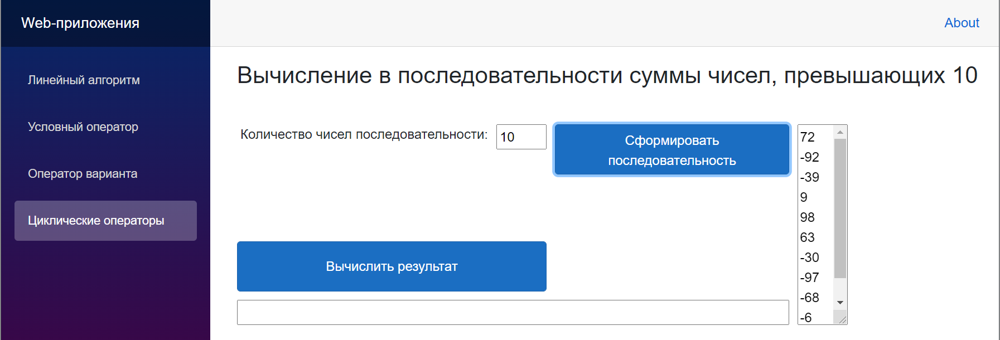 Web-приложения
About
Линейный алгоритм
Условный оператор
Оператор варианта
Циклические операторы
Вычисление в последовательности суммы чисел, превышающих 10
Количество чисел последовательности:
10
Сформировать
последовательность
72
-92
-39
9
98
63
-30
-97
-68
-6
Вычислить результат